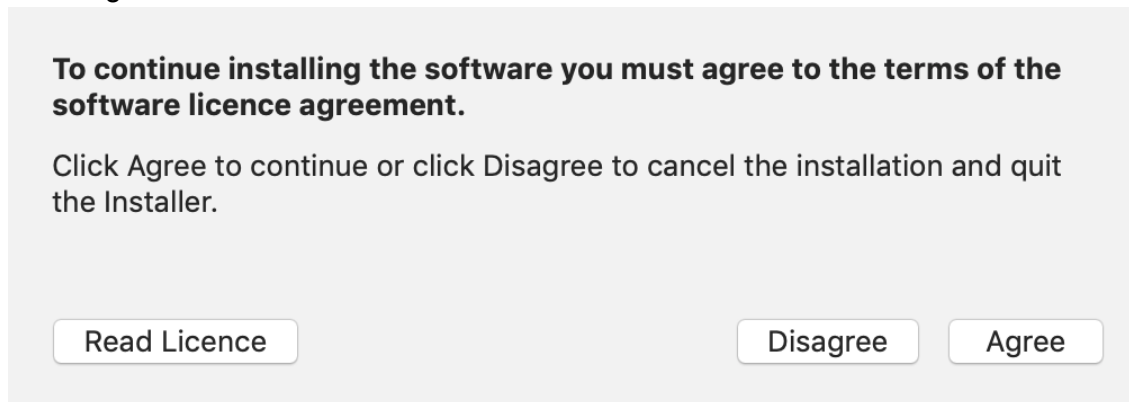 To continue installing the software you must agree to the terms of the
software licence agreement.
Click Agree to continue or click Disagree to cancel the installation and quit
the Installer.
Read Licence
Disagree
Agree